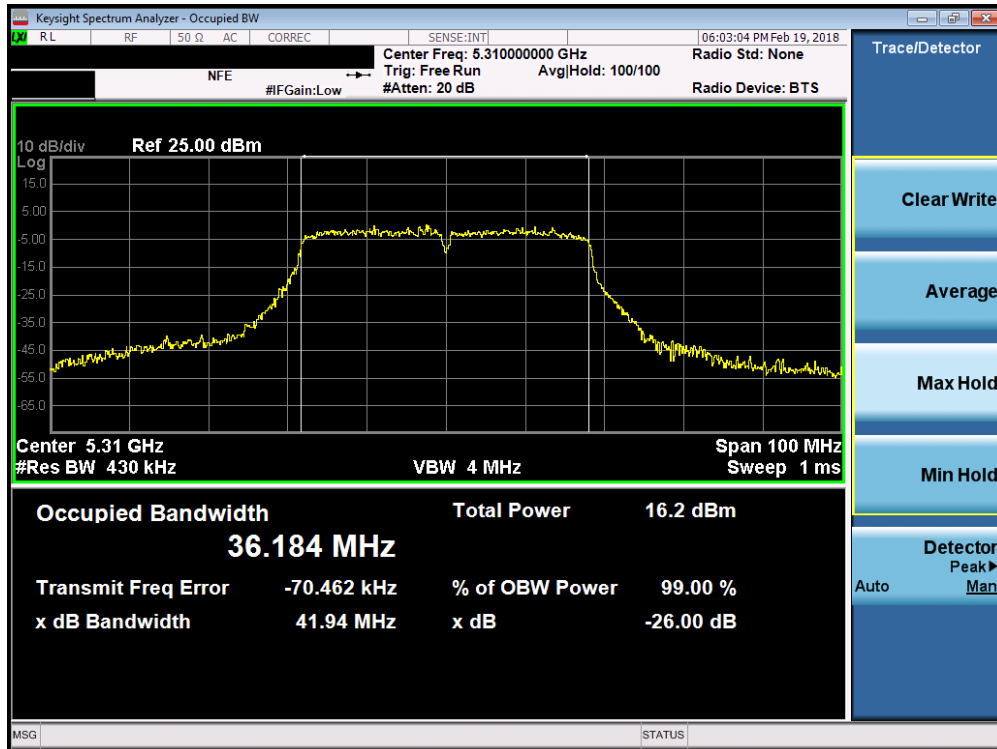 Keysight Spectrum Analyzer - Occupied BW
LXI RL RF 50 Ω AC CORREC SENSE:INT 06:03:04 PM Feb 19, 2018
NFE
#IFGain:Low
Center Freq: 5.310000000 GHz
Trig: Free Run Avg|Hold: 100/100
#Atten: 20 dB
Radio Std: None
Radio Device: BTS
10 dB/div Ref 25.00 dBm
Log
15.0
5.00
-5.00
-15.0
-25.0
-35.0
-45.0
-55.0
-65.0
Center 5.31 GHz Span 100 MHz
#Res BW 430 kHz VBW 4 MHz Sweep 1 ms
Occupied Bandwidth Total Power 16.2 dBm
36.184 MHz
Transmit Freq Error -70.462 kHz % of OBW Power 99.00 %
x dB Bandwidth 41.94 MHz x dB -26.00 dB
MSG STATUS
Trace/Detector
Clear Write
Average
Max Hold
Min Hold
Detector
Peak▶
Auto Man